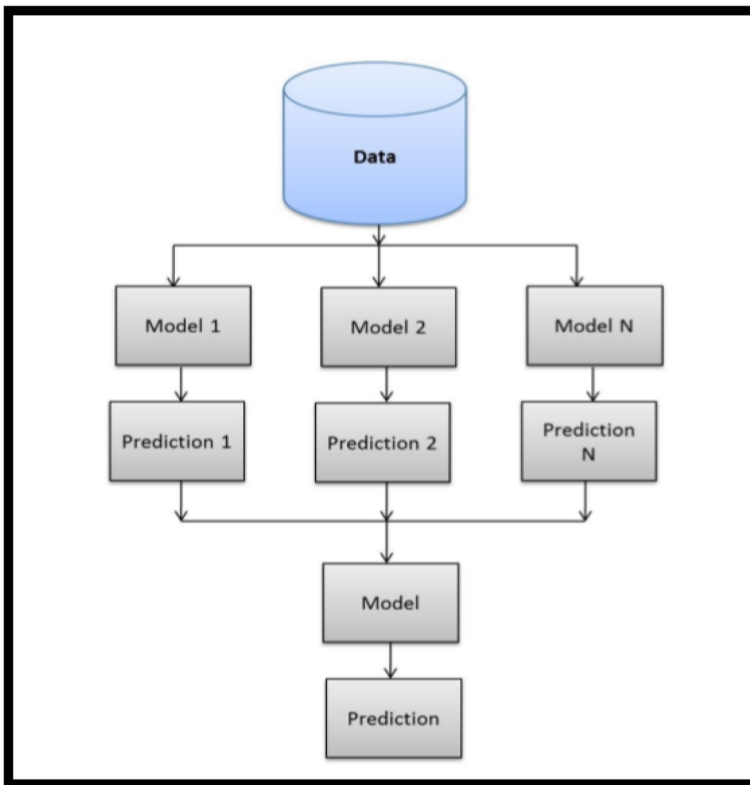 Data
Model 1
Model 2
Model N
Prediction 1
Prediction 2
Prediction
N
Model
Prediction